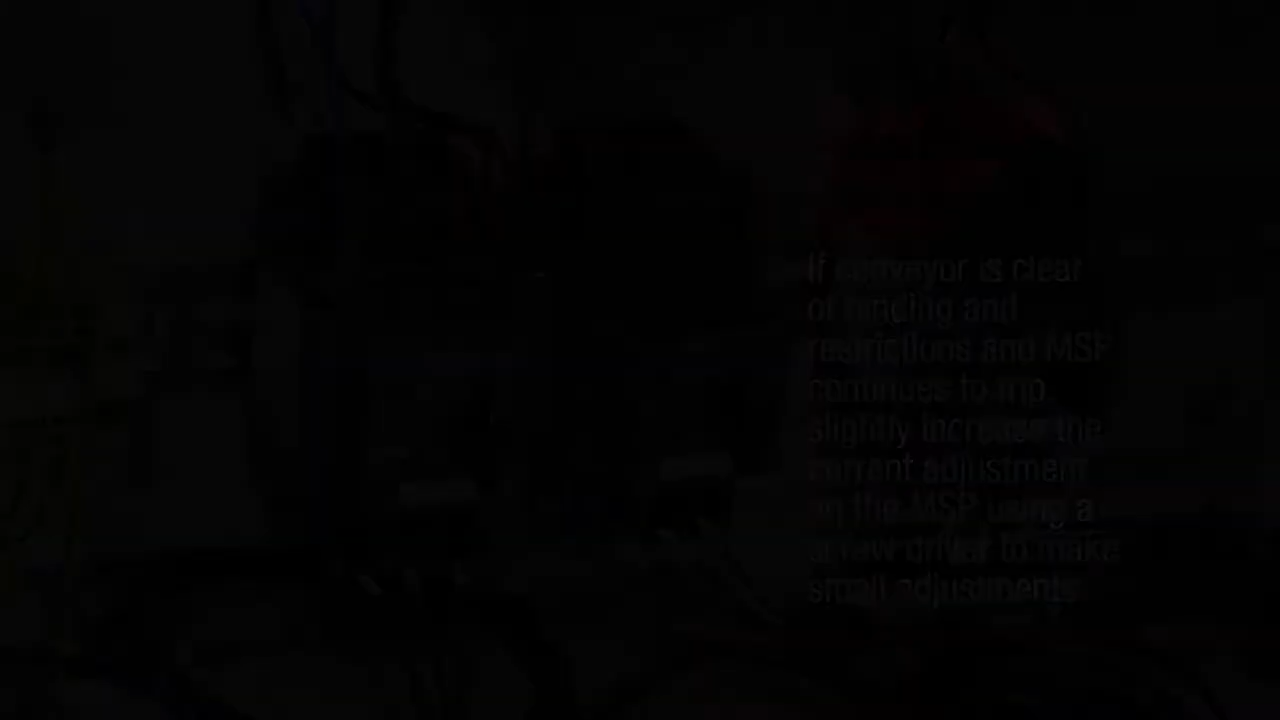 If conveyor is clear
of binding and
restrictions and MSP
continues to trip
slightly increase the
current adjustment
on the MSP using a
screw driver to make
small adjustments